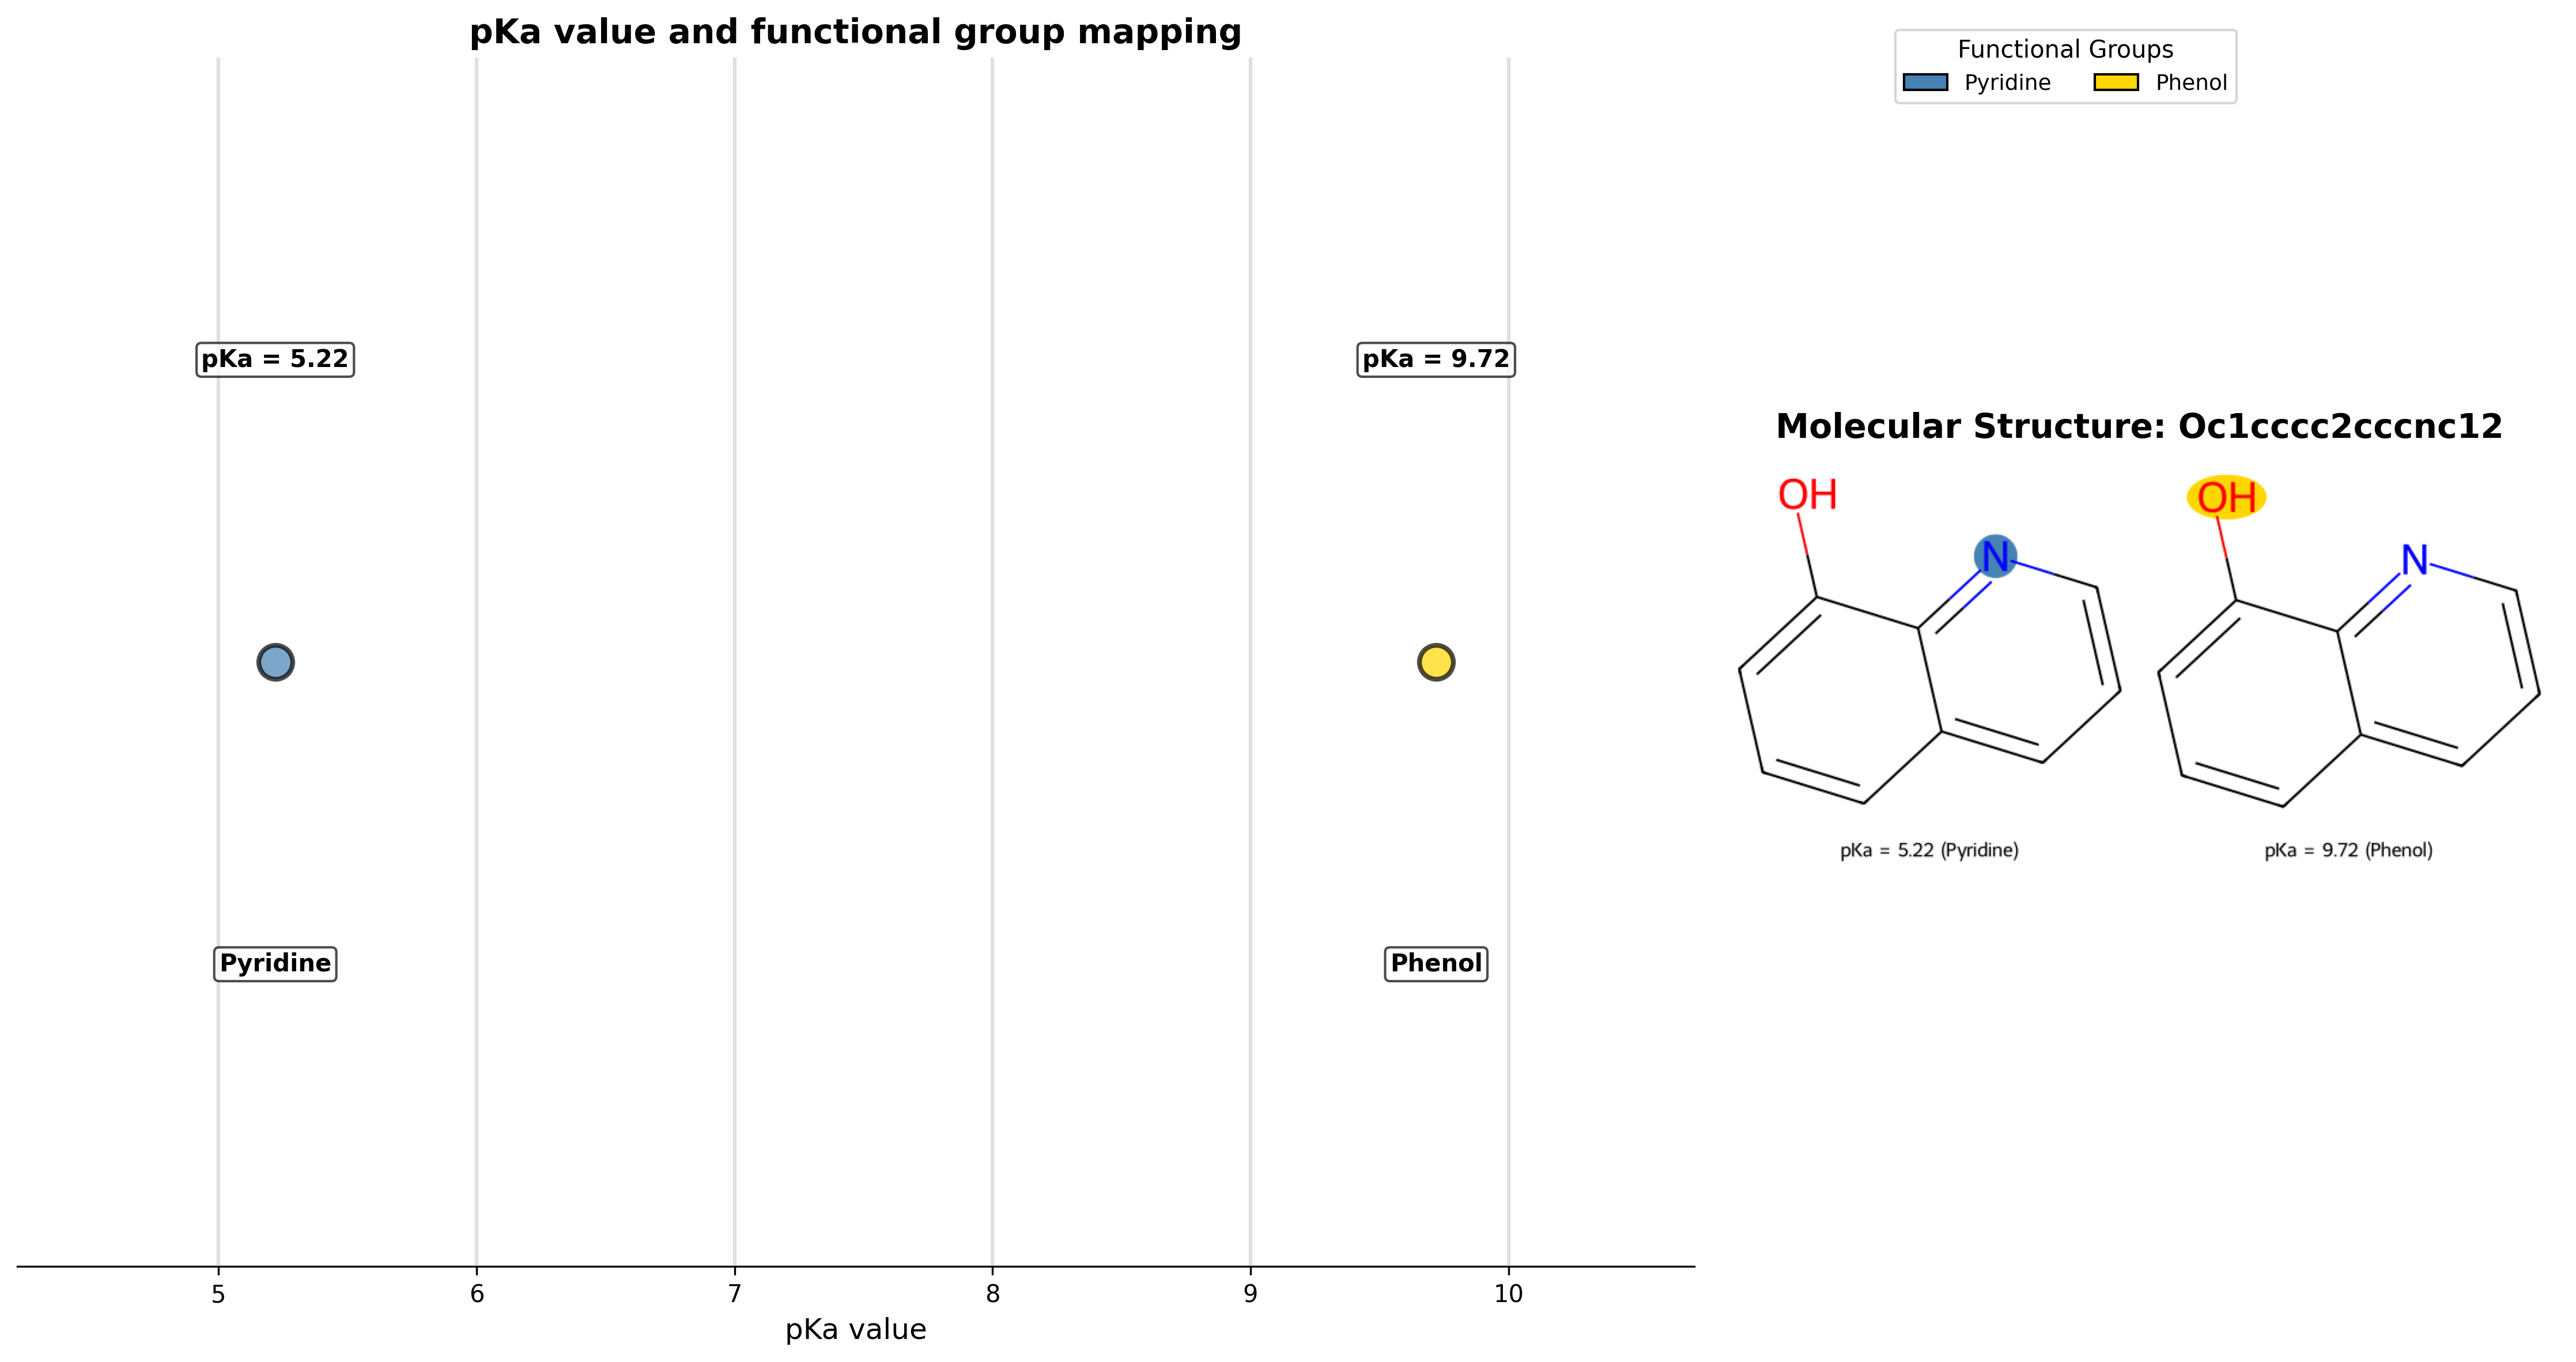 pKa value and functional group mapping
pKa = 5.22
pKa = 9.72
Pyridine
Phenol
5
6
7
8
9
10
pKa value
Functional Groups
Pyridine
Phenol
Molecular Structure: Oc1cccc2cccnc12
OH
N
OH
N
pKa = 5.22 (Pyridine)
pKa = 9.72 (Phenol)